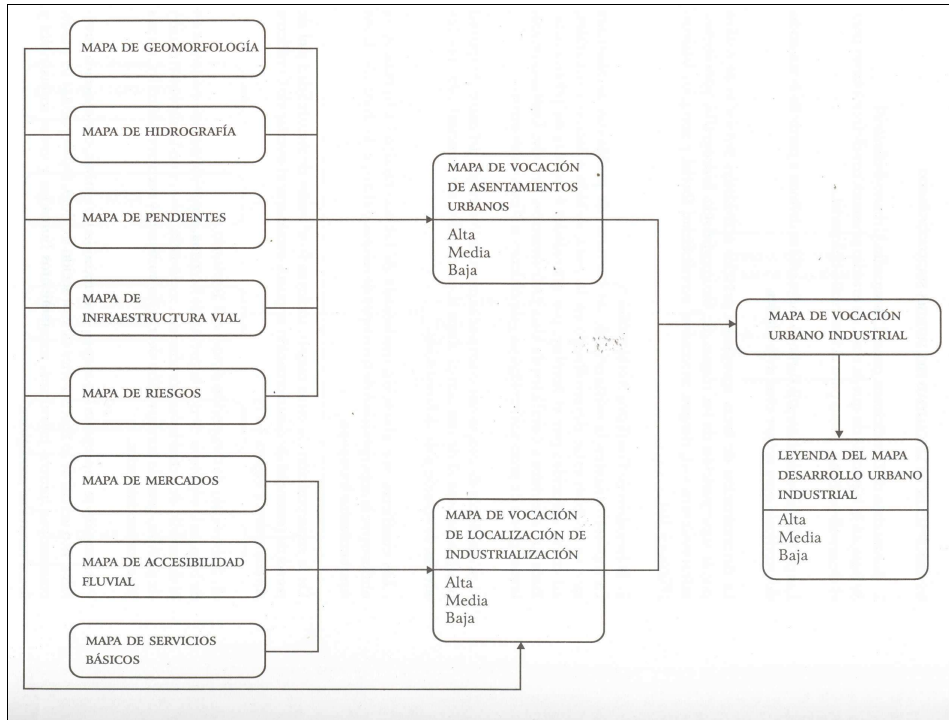 MAPA DE GEOMORFOLOGÍA
MAPA DE HIDROGRAFÍA
MAPA DE PENDIENTES
MAPA DE
INFRAESTRUCTURA VIAL
MAPA DE RIESGOS
MAPA DE MERCADOS
MAPA DE ACCESIBILIDAD
FLUVIAL
MAPA DE SERVICIOS
BÁSICOS
MAPA DE VOCACIÓN
DE ASENTAMIENTOS
URBANOS
Alta
Media
Baja
MAPA DE VOCACIÓN
DE LOCALIZACIÓN DE
INDUSTRIALIZACIÓN
Alta
Media
Baja
MAPA DE VOCACIÓN
URBANO INDUSTRIAL
LEYENDA DEL MAPA
DESARROLLO URBANO
INDUSTRIAL
Alta
Media
Baja